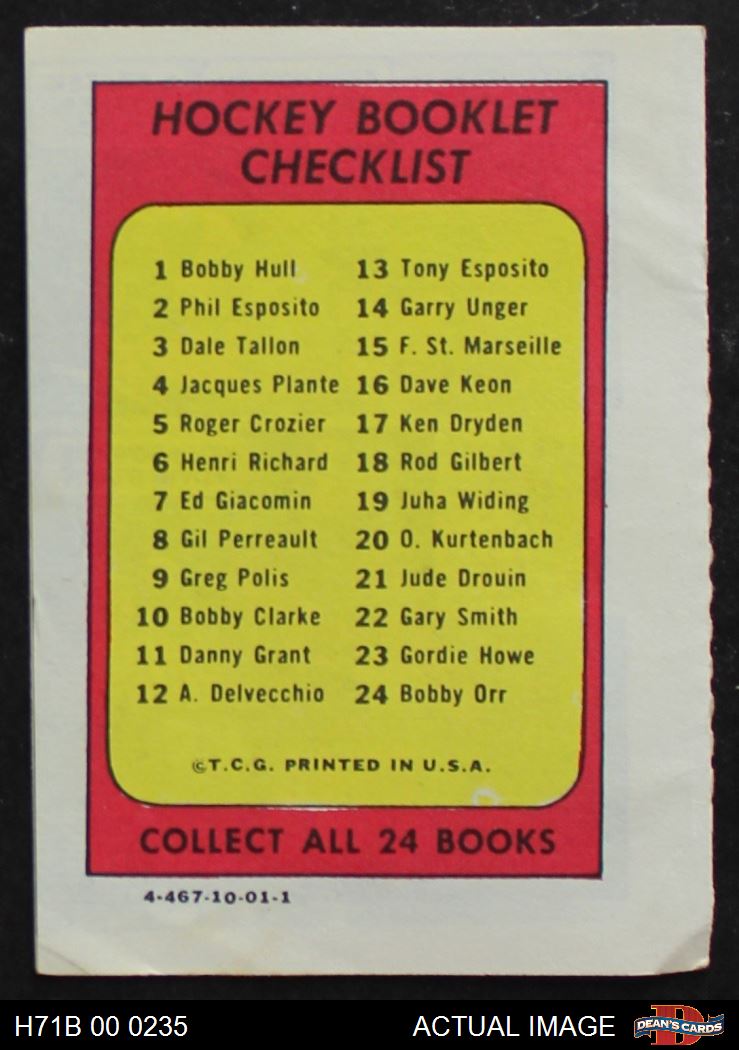 HOCKEY BOOKLET
CHECKLIST
1 Bobby Hull
2 Phil Esposito
3 Dale Tallon
4 Jacques Plante
5 Roger Crozier
6 Henri Richard
7 Ed Giacomin
8 Gil Perreault
9 Greg Polis
10 Bobby Clarke
11 Danny Grant
12 A. Delvecchio
13 Tony Esposito
14 Garry Unger
15 F. St. Marseille
16 Dave Keon
17 Ken Dryden
18 Rod Gilbert
19 Juha Widing
20 O. Kurtenbach
21 Jude Drouin
22 Gary Smith
23 Gordie Howe
24 Bobby Orr
©T.C.G. PRINTED IN U.S.A.
COLLECT ALL 24 BOOKS
4-467-10-01-1
H71B 00 0235
ACTUAL IMAGE
D
DEAN'S CARDS